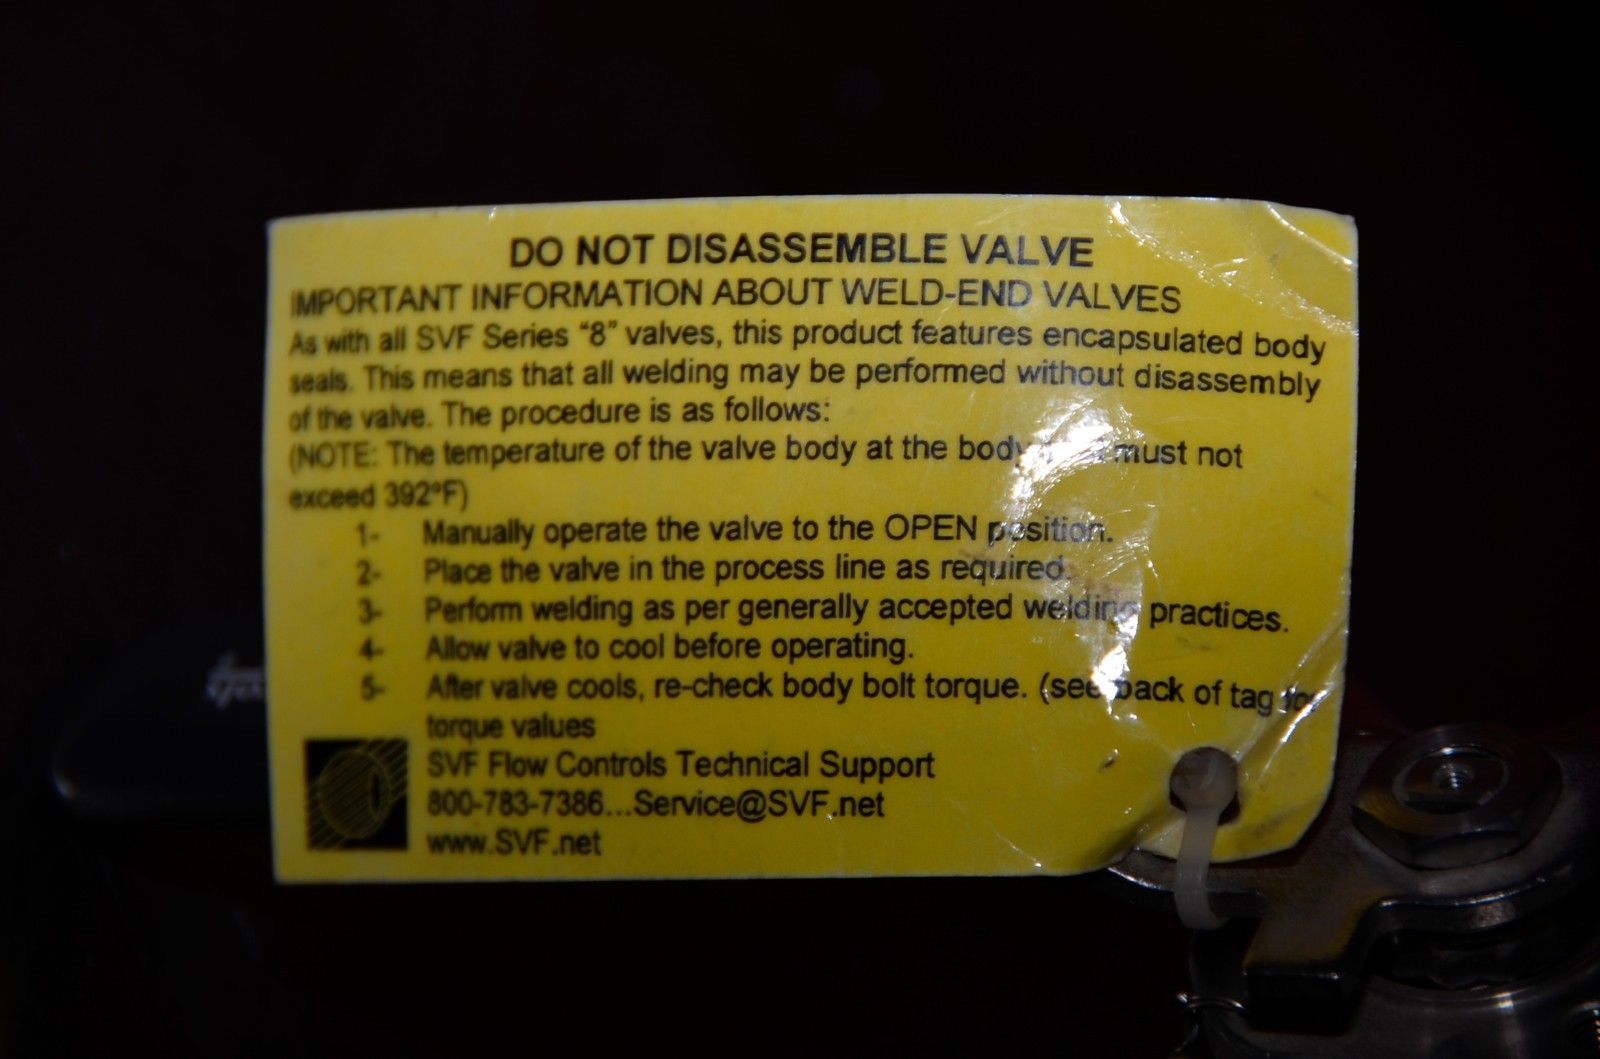 DO NOT DISASSEMBLE VALVE
IMPORTANT INFORMATION ABOUT WELD-END VALVES
As with all SVF Series "8" valves, this product features encapsulated body
seals. This means that all welding may be performed without disassembly
of the valve. The procedure is as follows:
(NOTE: The temperature of the valve body at the body must not
exceed 392°F)
1- Manually operate the valve to the OPEN position.
2- Place the valve in the process line as required.
3- Perform welding as per generally accepted welding practices.
4- Allow valve to cool before operating.
5- After valve cools, re-check body bolt torque. (see back of tag for
torque values
SVF Flow Controls Technical Support
800-783-7386...Service@SVF.net
www.SVF.net